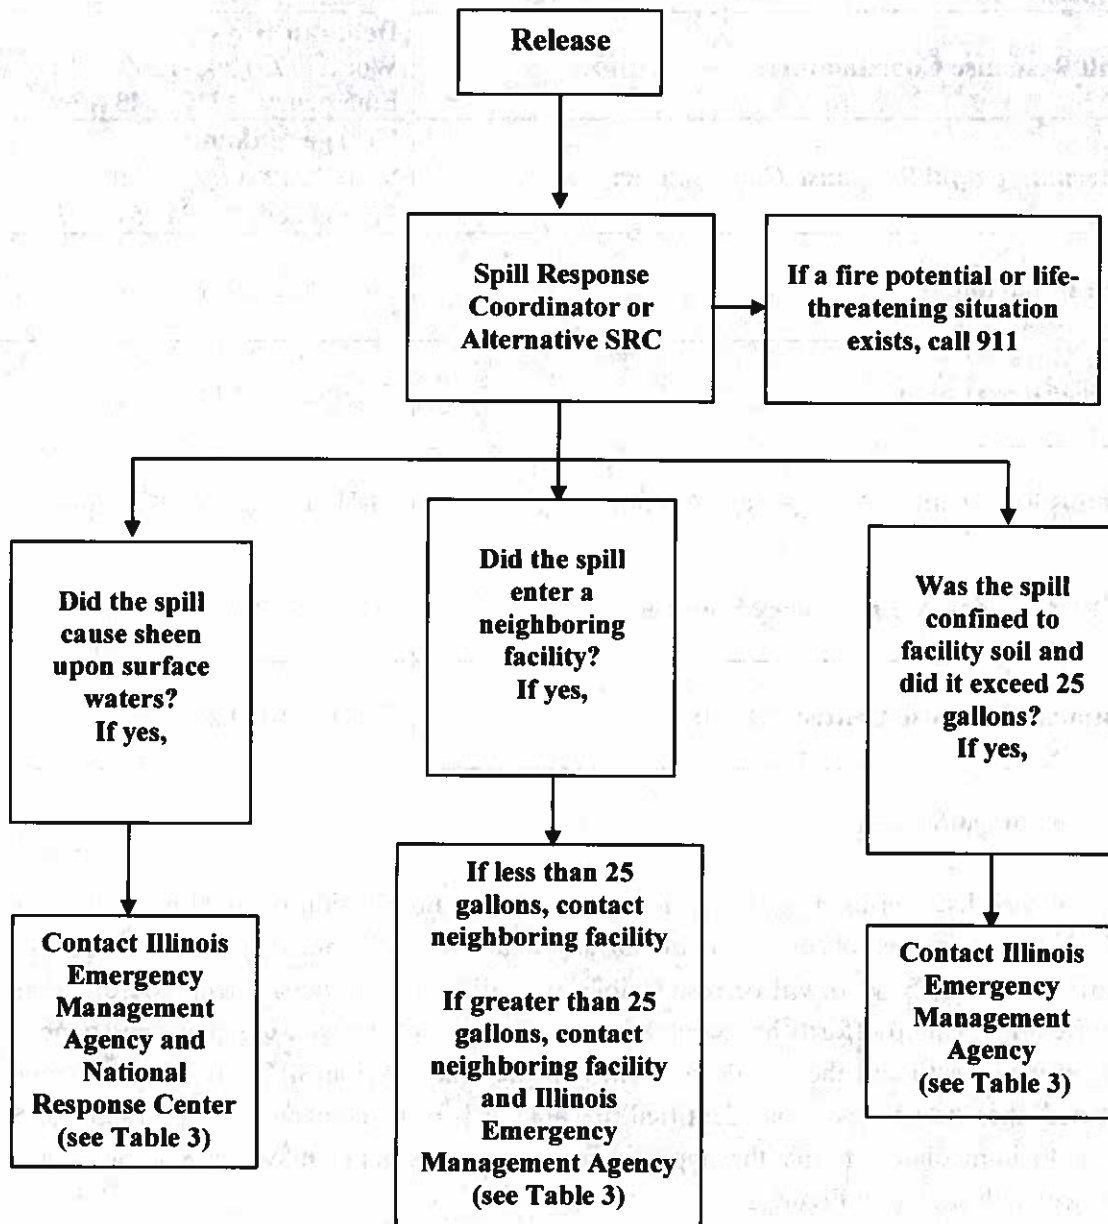 Release
Spill Response
Coordinator or
Alternative SRC
If a fire potential or life-
threatening situation
exists, call 911
Did the spill
cause sheen
upon surface
waters?
If yes,
Did the spill
enter a
neighboring
facility?
If yes,
Was the spill
confined to
facility soil and
did it exceed 25
gallons?
If yes,
Contact Illinois
Emergency
Management
Agency and
National
Response Center
(see Table 3)
If less than 25
gallons, contact
neighboring facility
If greater than 25
gallons, contact
neighboring facility
and Illinois
Emergency
Management Agency
(see Table 3)
Contact Illinois
Emergency
Management
Agency
(see Table 3)